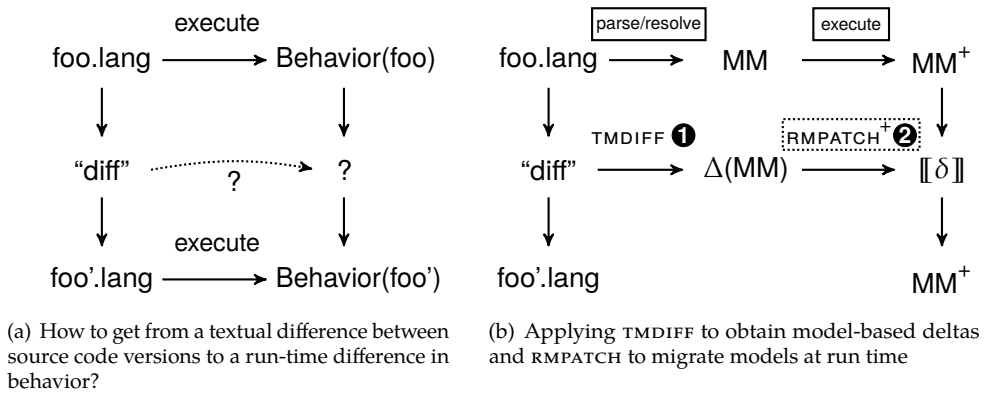 execute
foo.lang Behavior(foo)
“diff” ?
?
execute
foo'.lang Behavior(foo')
(a) How to get from a textual difference between
source code versions to a run-time difference in
behavior?
parse/resolve execute
foo.lang MM MM⁺
TMDIFF ❶ RMPATCH⁺ ❷
“diff” Δ(MM) ⟦δ⟧
foo'.lang MM⁺
(b) Applying TMDIFF to obtain model-based deltas
and RMPATCH to migrate models at run time